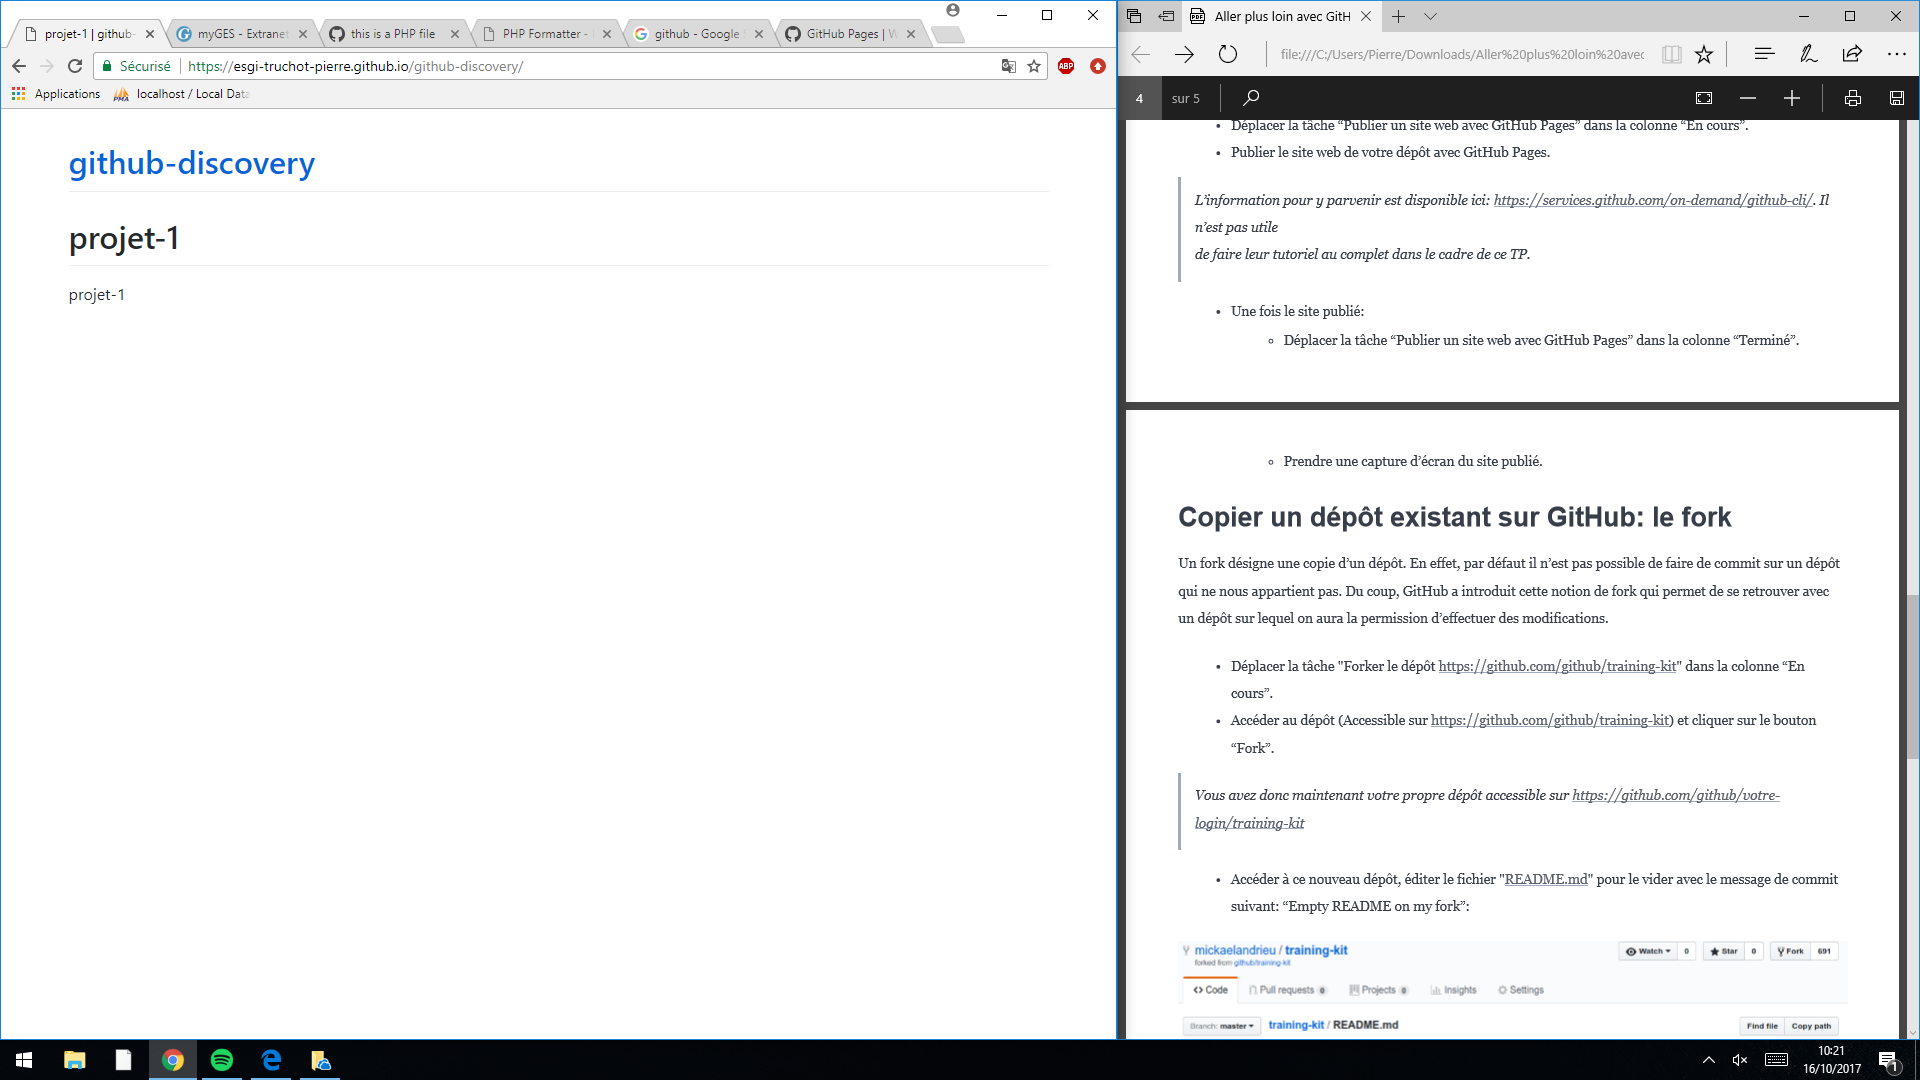 projet-1 | github-
myGES - Extranet
this is a PHP file
PHP Formatter -
github - Google
GitHub Pages |
Sécurisé
https://esgi-truchot-pierre.github.io/github-discovery/
ABP
Applications
PMA
localhost / Local Data
github-discovery
projet-1
projet-1
PDF
Aller plus loin avec GitH
file:///C:/Users/Pierre/Downloads/Aller%20plus%20loin%20avec
4
sur 5
• Déplacer la tâche “Publier un site web avec GitHub Pages” dans la colonne “En cours”.
• Publier le site web de votre dépôt avec GitHub Pages.
L’information pour y parvenir est disponible ici: https://services.github.com/on-demand/github-cli/. Il
n’est pas utile
de faire leur tutoriel au complet dans le cadre de ce TP.
• Une fois le site publié:
◦ Déplacer la tâche “Publier un site web avec GitHub Pages” dans la colonne “Terminé”.
◦ Prendre une capture d’écran du site publié.
Copier un dépôt existant sur GitHub: le fork
Un fork désigne une copie d’un dépôt. En effet, par défaut il n’est pas possible de faire de commit sur un dépôt
qui ne nous appartient pas. Du coup, GitHub a introduit cette notion de fork qui permet de se retrouver avec
un dépôt sur lequel on aura la permission d’effectuer des modifications.
• Déplacer la tâche "Forker le dépôt https://github.com/github/training-kit" dans la colonne “En
cours”.
• Accéder au dépôt (Accessible sur https://github.com/github/training-kit) et cliquer sur le bouton
“Fork”.
Vous avez donc maintenant votre propre dépôt accessible sur https://github.com/github/votre-
login/training-kit
• Accéder à ce nouveau dépôt, éditer le fichier "README.md" pour le vider avec le message de commit
suivant: “Empty README on my fork”:
mickaelandrieu / training-kit
forked from github/training-kit
Watch 0
Star 0
Fork 691
Code
Pull requests 0
Projects 0
Insights
Settings
Branch: master
training-kit / README.md
Find file
Copy path
10:21
16/10/2017
1